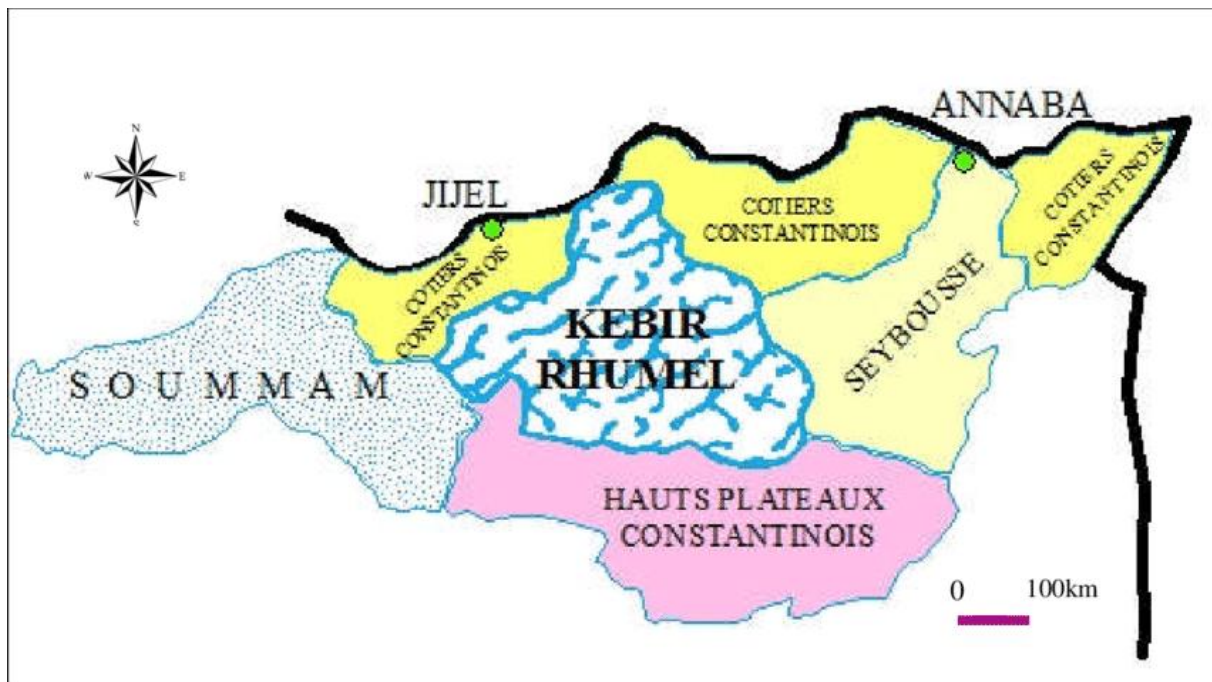 ANNABA
N
W
E
S
JIJEL
COTIERS
CONSTANTINOIS
COTIERS
CONSTANTINOIS
COTIERS
CONSTANTINOIS
KEBIR
RHUMEL
SEYBOUSSE
SOUMMAM
HAUTS PLATEAUX
CONSTANTINOIS
0 100km